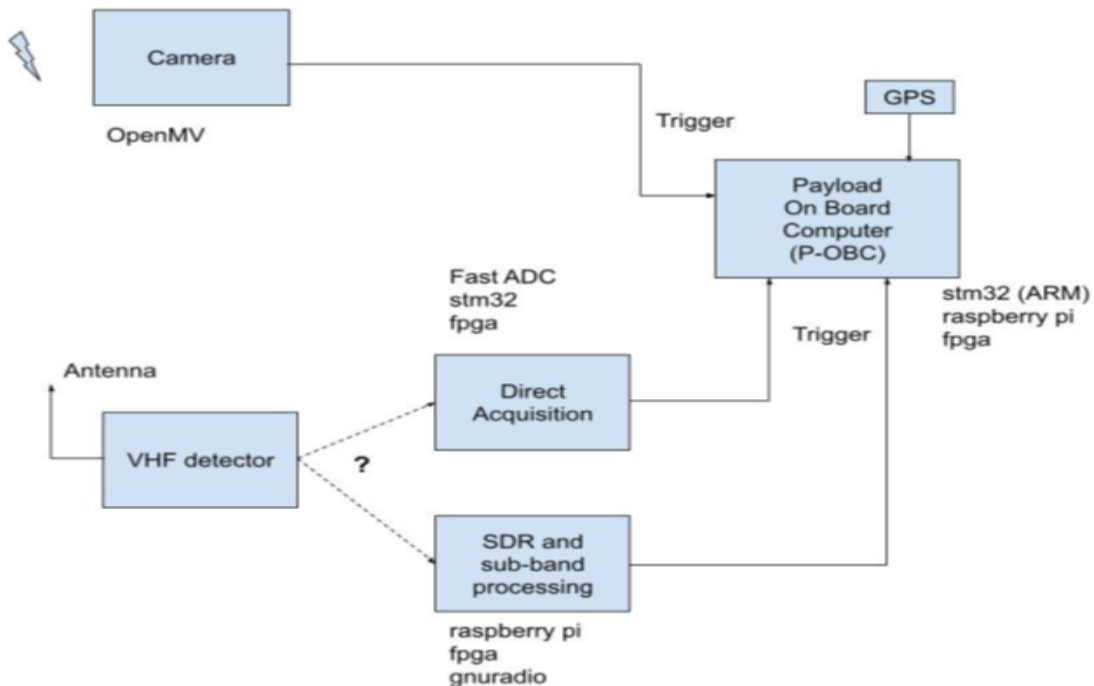 Camera
OpenMV
Trigger
GPS
Payload
On Board
Computer
(P-OBC)
stm32 (ARM)
raspberry pi
fpga
Trigger
Fast ADC
stm32
fpga
Direct
Acquisition
Antenna
VHF detector
?
SDR and
sub-band
processing
raspberry pi
fpga
gnuradio